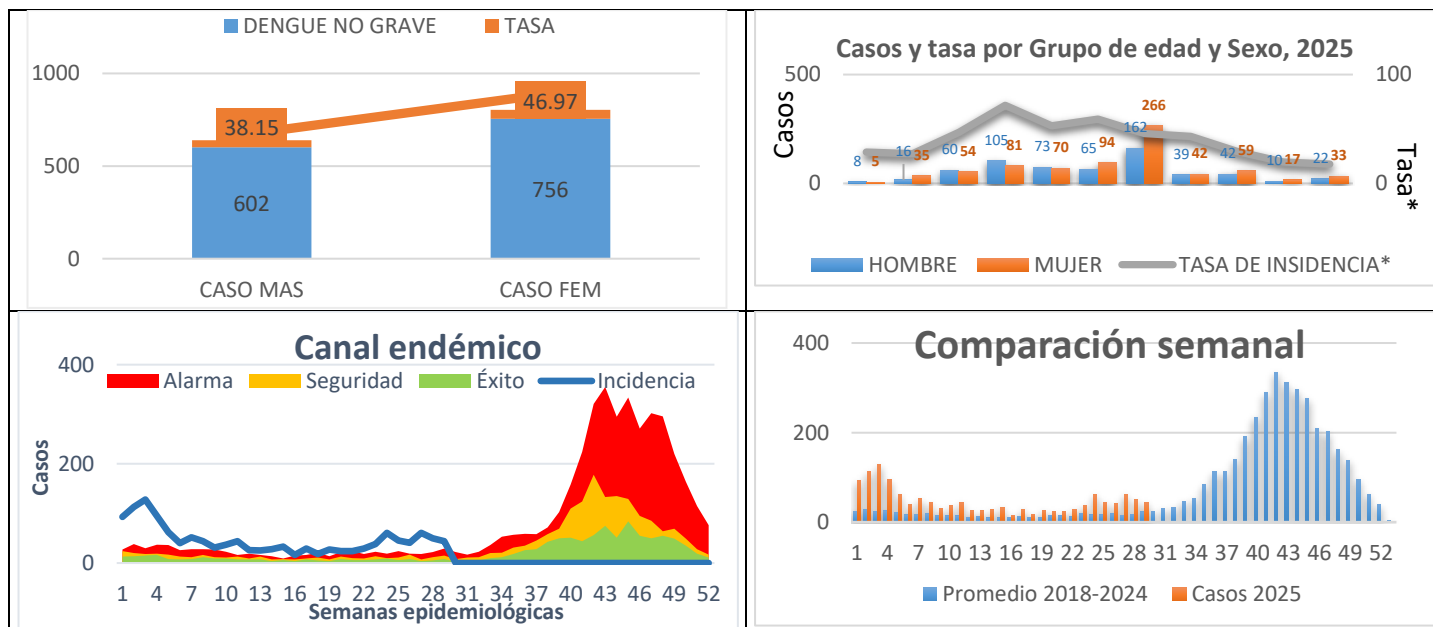 DENGUE NO GRAVE TASA
1000
500
0
38.15
46.97
602
756
CASO MAS CASO FEM
Casos y tasa por Grupo de edad y Sexo, 2025
500
0
Casos
100
0
Tasa*
8 5 16 35 60 54 105 81 73 70 65 94 162 266 39 42 42 59 10 17 22 33
HOMBRE MUJER TASA DE INSIDENCIA*
Canal endémico
Alarma Seguridad Éxito Incidencia
400
200
0
Casos
1 4 7 10 13 16 19 22 25 28 31 34 37 40 43 46 49 52
Semanas epidemiológicas
Comparación semanal
400
200
0
1 4 7 10 13 16 19 22 25 28 31 34 37 40 43 46 49 52
Promedio 2018-2024 Casos 2025